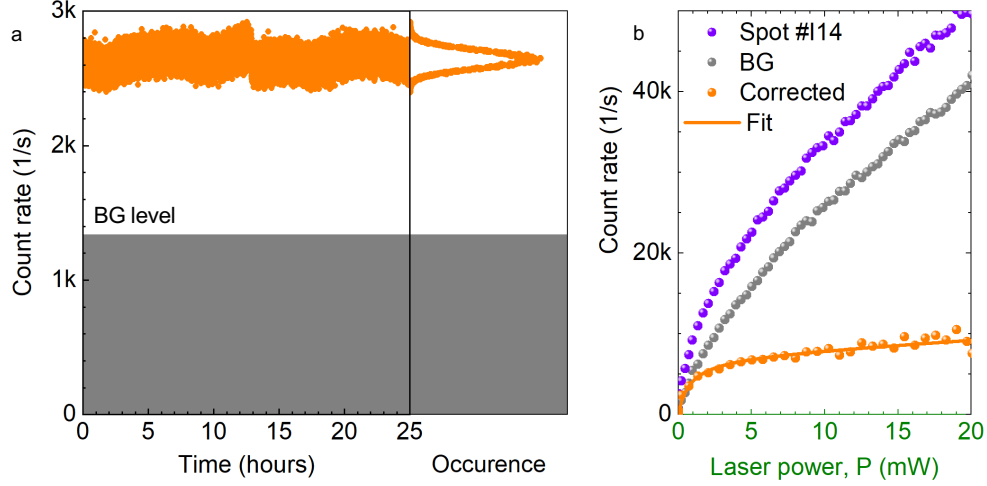 a
3k
2k
1k
0
Count rate (1/s)
BG level
0 5 10 15 20 25
Time (hours)
Occurence
b
Spot #I14
BG
Corrected
Fit
40k
20k
0
Count rate (1/s)
0 5 10 15 20
Laser power, P (mW)